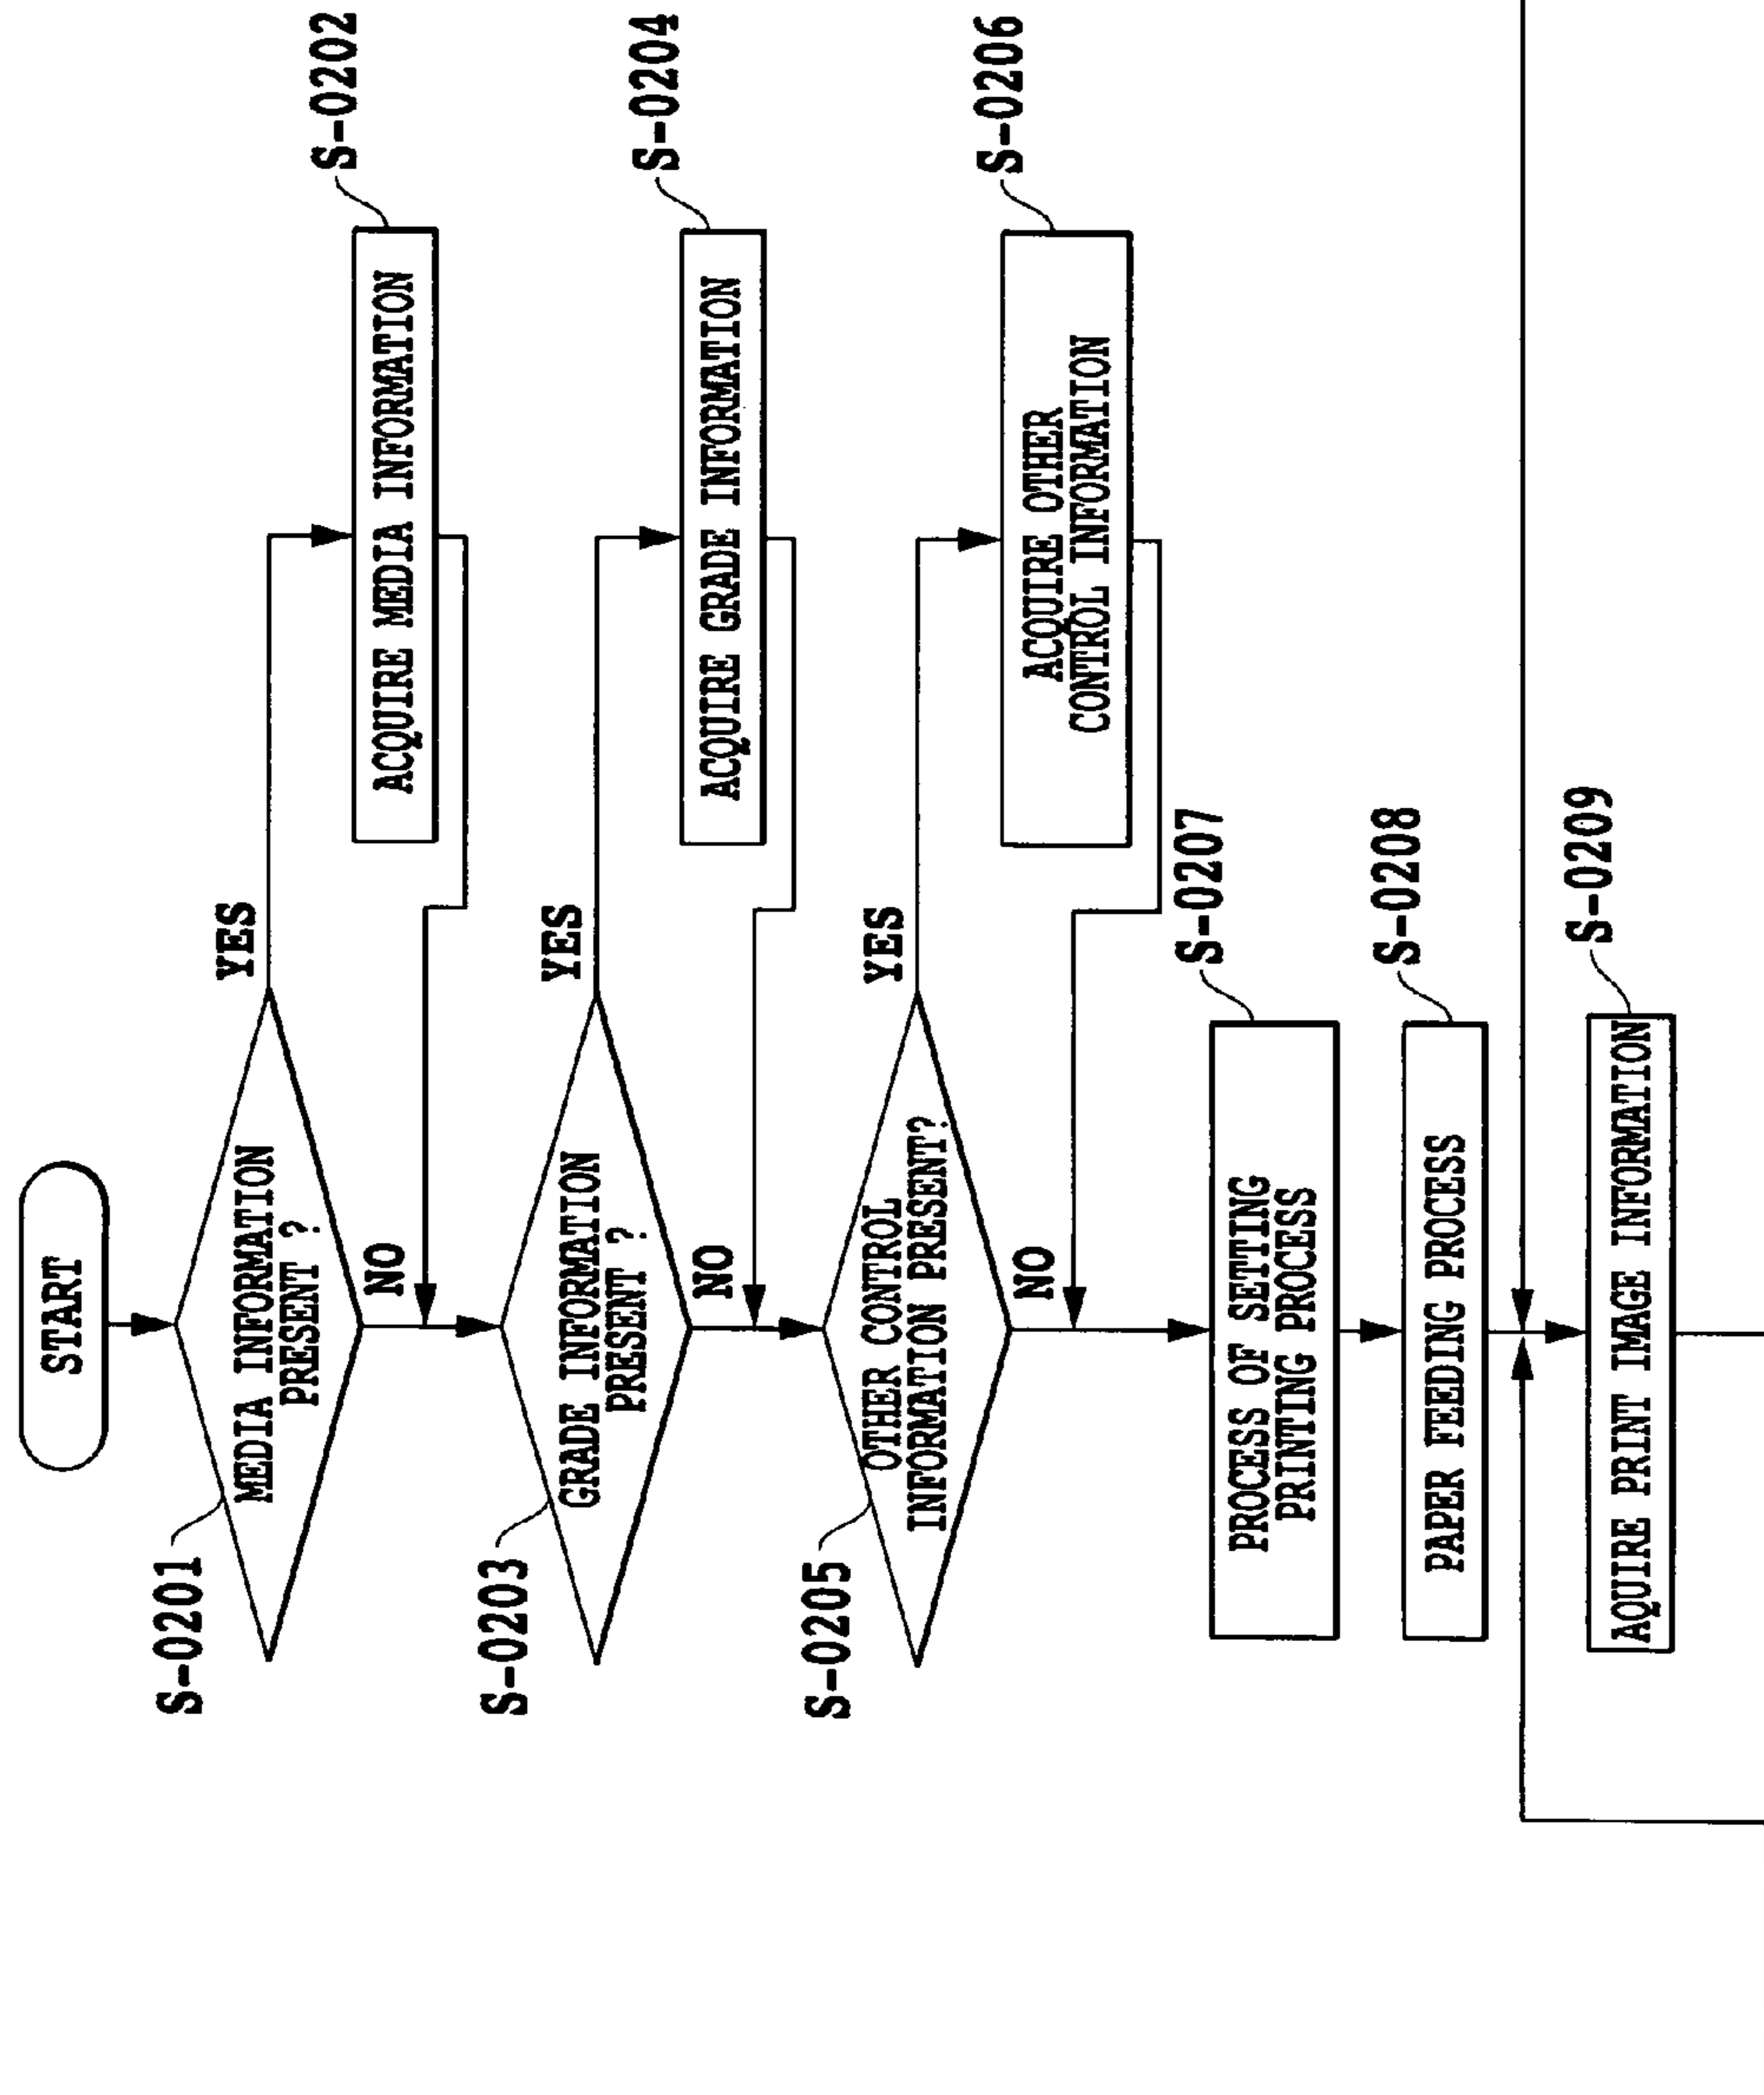 START
S-0201
MEDIA INFORMATION
PRESENT ?
YES
NO
ACQUIRE MEDIA INFORMATION
S-0202
S-0203
GRADE INFORMATION
PRESENT ?
YES
NO
ACQUIRE GRADE INFORMATION
S-0204
S-0205
OTHER CONTROL
INFORMATION PRESENT?
YES
NO
ACQUIRE OTHER
CONTROL INFORMATION
S-0206
PROCESS OF SETTING
PRINTING PROCESS
S-0207
PAPER FEEDING PROCESS
S-0208
AQUIRE PRINT IMAGE INFORMATION
S-0209